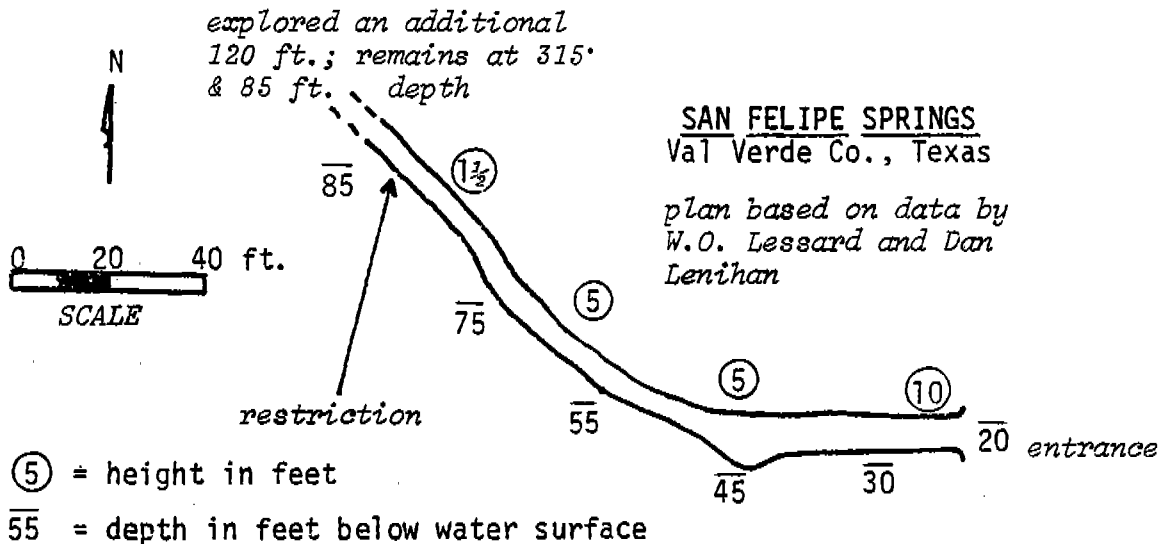 explored an additional
120 ft.; remains at 315°
& 85 ft. depth
N
SAN FELIPE SPRINGS
Val Verde Co., Texas
plan based on data by
W.O. Lessard and Dan
Lenihan
85
1½
0 20 40 ft.
SCALE
75
5
restriction
55
5
10
20 entrance
45
30
5 = height in feet
55 = depth in feet below water surface